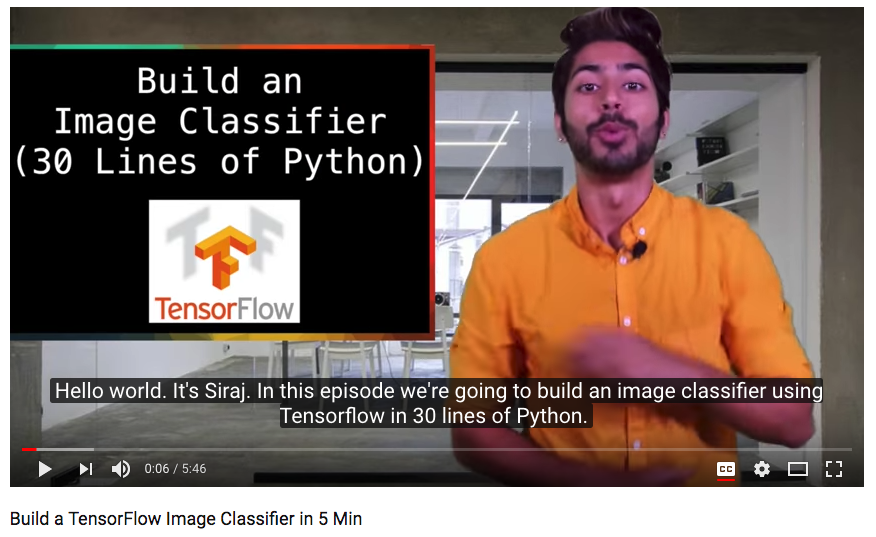 Build an
Image Classifier
(30 Lines of Python)
TF
TensorFlow
Hello world. It's Siraj. In this episode we're going to build an image classifier using
Tensorflow in 30 lines of Python.
0:06 / 5:46
CC
Build a TensorFlow Image Classifier in 5 Min